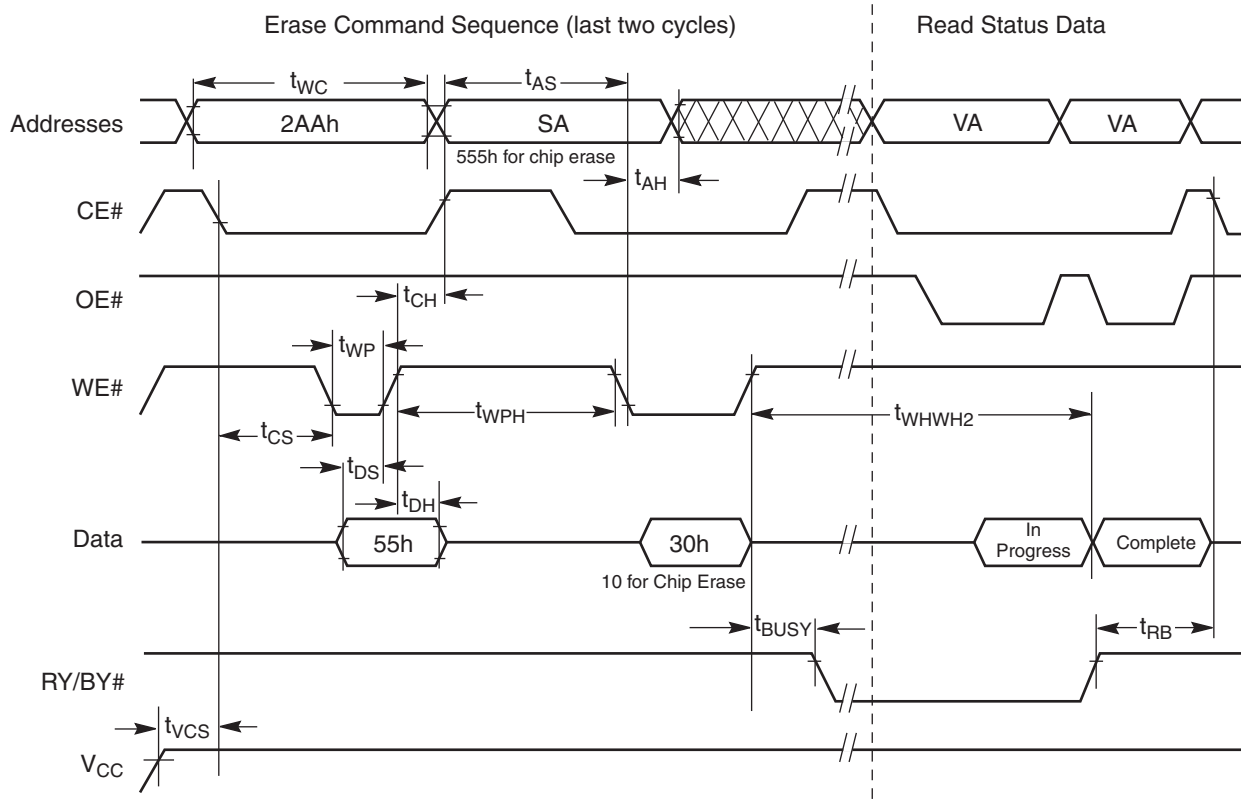 Erase Command Sequence (last two cycles)
Read Status Data
tWC
tAS
Addresses
2AAh
SA
VA
VA
555h for chip erase
tAH
CE#
OE#
tCH
tWP
WE#
tWPH
tWHWH2
tCS
tDS
tDH
Data
55h
30h
In
Progress
Complete
10 for Chip Erase
tBUSY
tRB
RY/BY#
tVCS
VCC